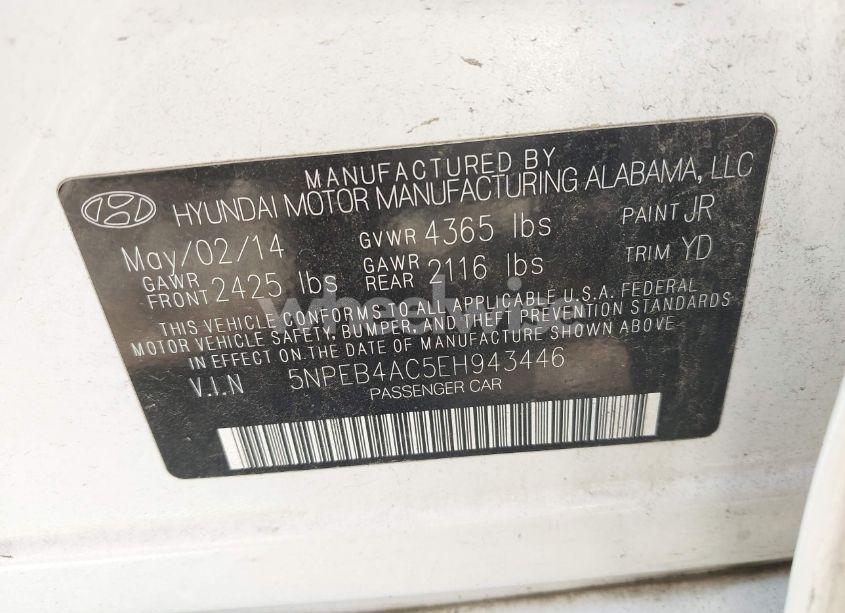 MANUFACTURED BY
HYUNDAI MOTOR MANUFACTURING ALABAMA, LLC
May/02/14 GVWR 4365 lbs PAINT JR
GAWR FRONT 2425 lbs GAWR REAR 2116 lbs TRIM YD
THIS VEHICLE CONFORMS TO ALL APPLICABLE U.S.A. FEDERAL
MOTOR VEHICLE SAFETY, BUMPER, AND THEFT PREVENTION STANDARDS
IN EFFECT ON THE DATE OF MANUFACTURE SHOWN ABOVE
V.I.N 5NPEB4AC5EH943446
PASSENGER CAR